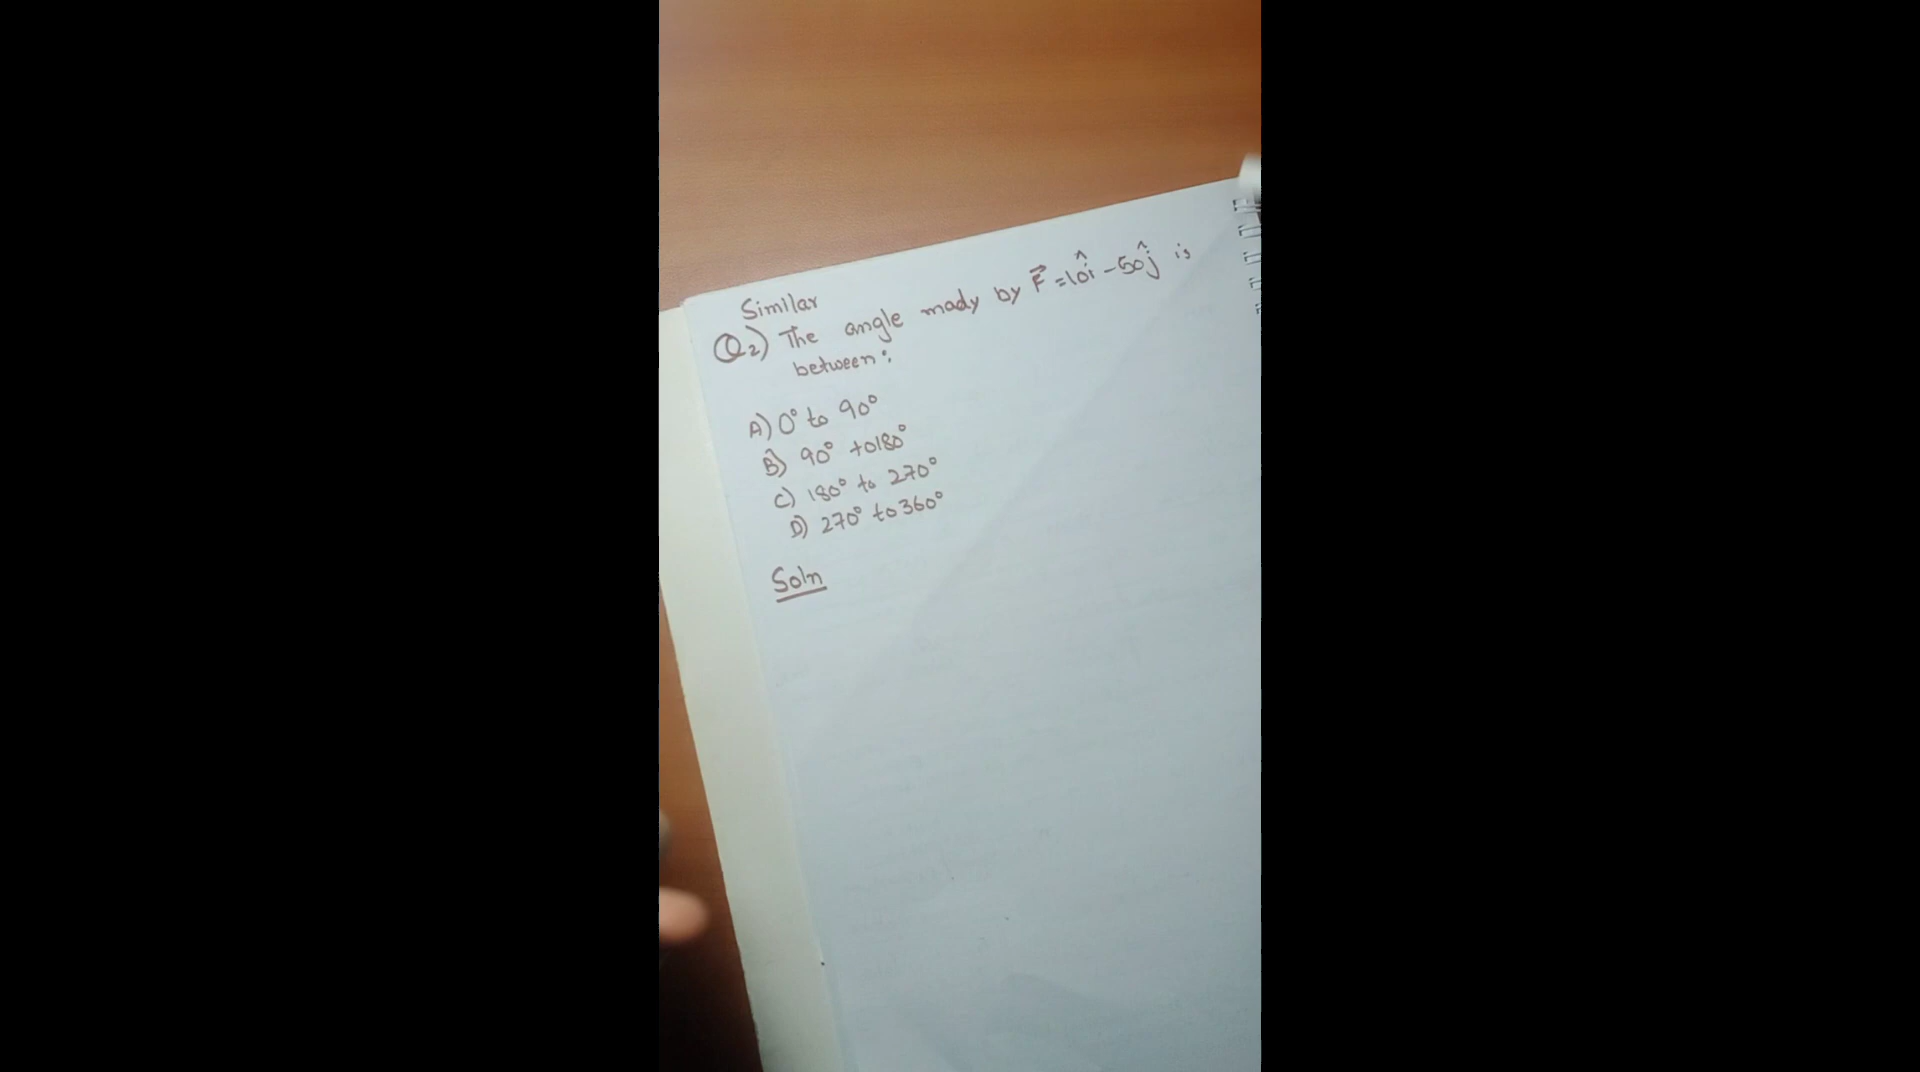 Similar
Q2) The angle mady by F⃗ = 10î - 50ĵ is
between:
A) 0° to 90°
B) 90° to 180°
C) 180° to 270°
D) 270° to 360°
Soln